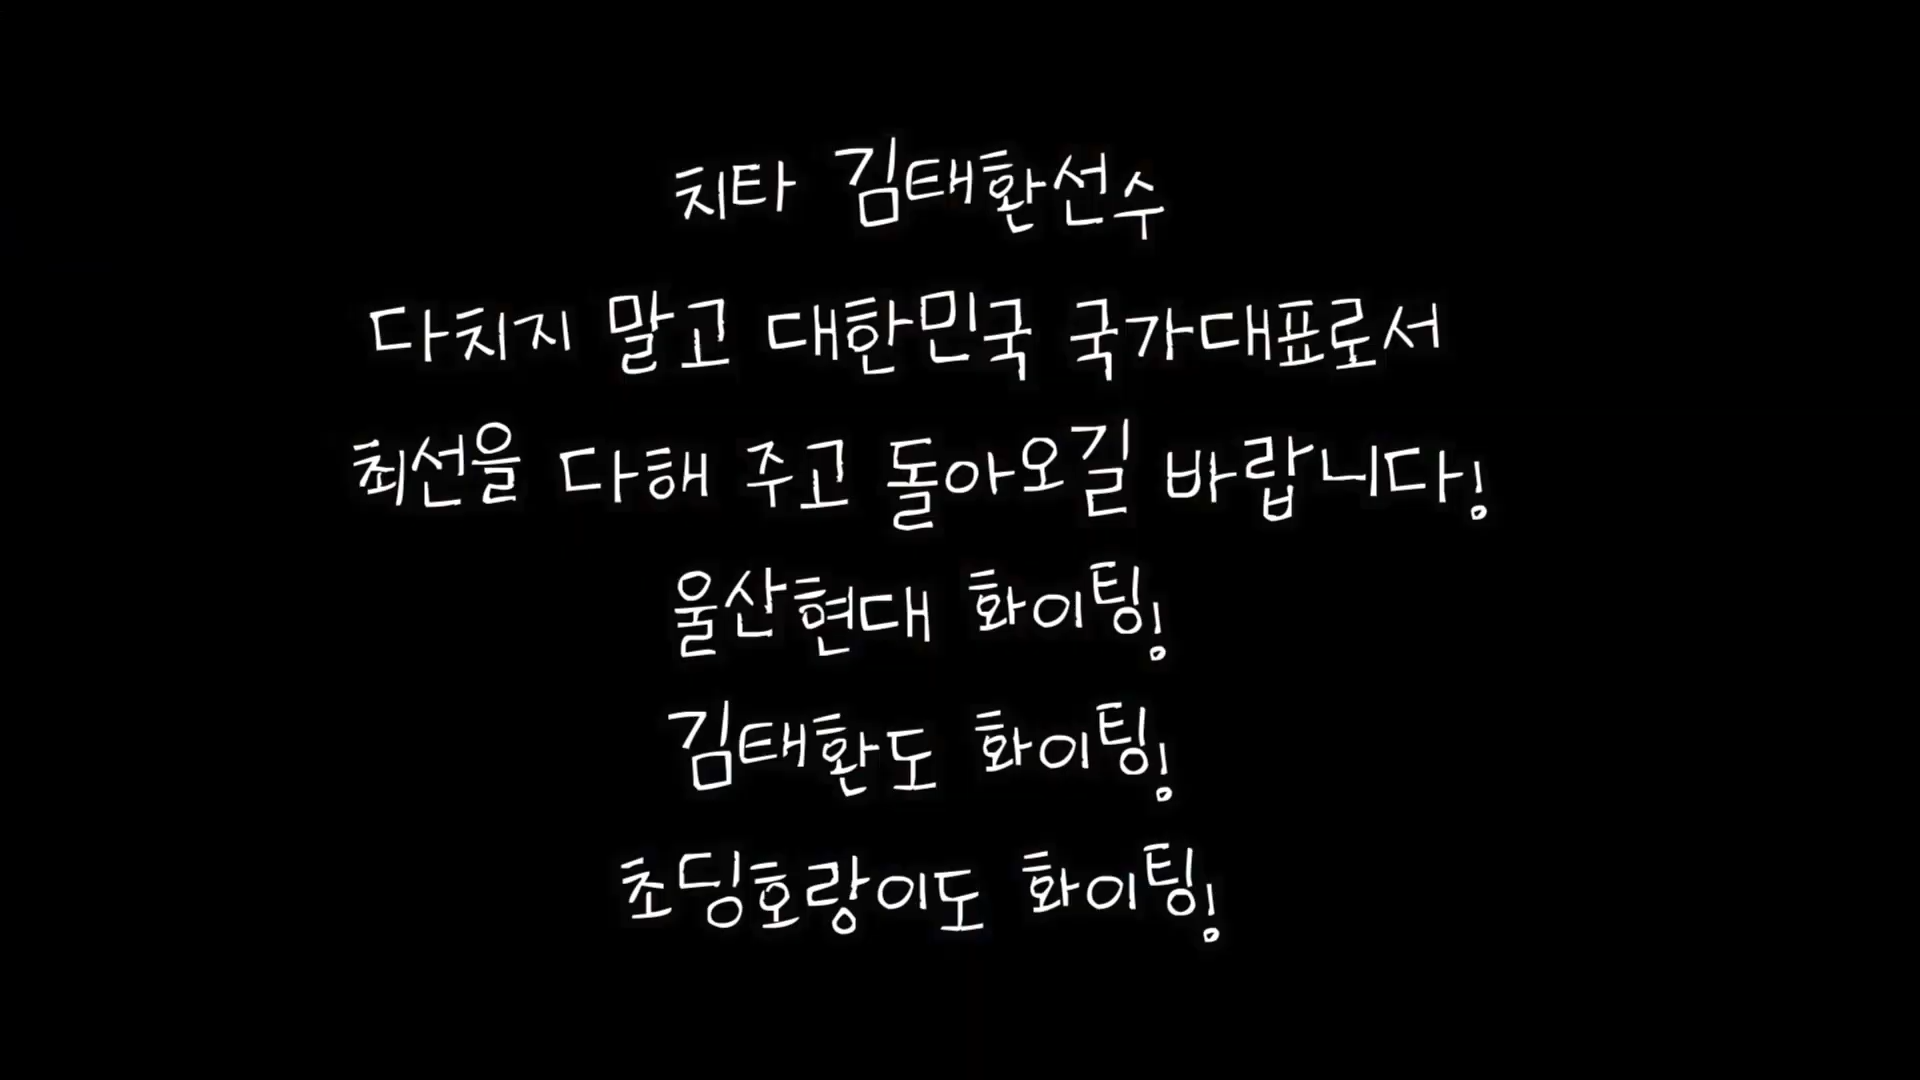 치타 김태환선수
다치지 말고 대한민국 국가대표로서
최선을 다해 주고 돌아오길 바랍니다!
울산현대 화이팅!
김태환도 화이팅!
초딩호랑이도 화이팅!